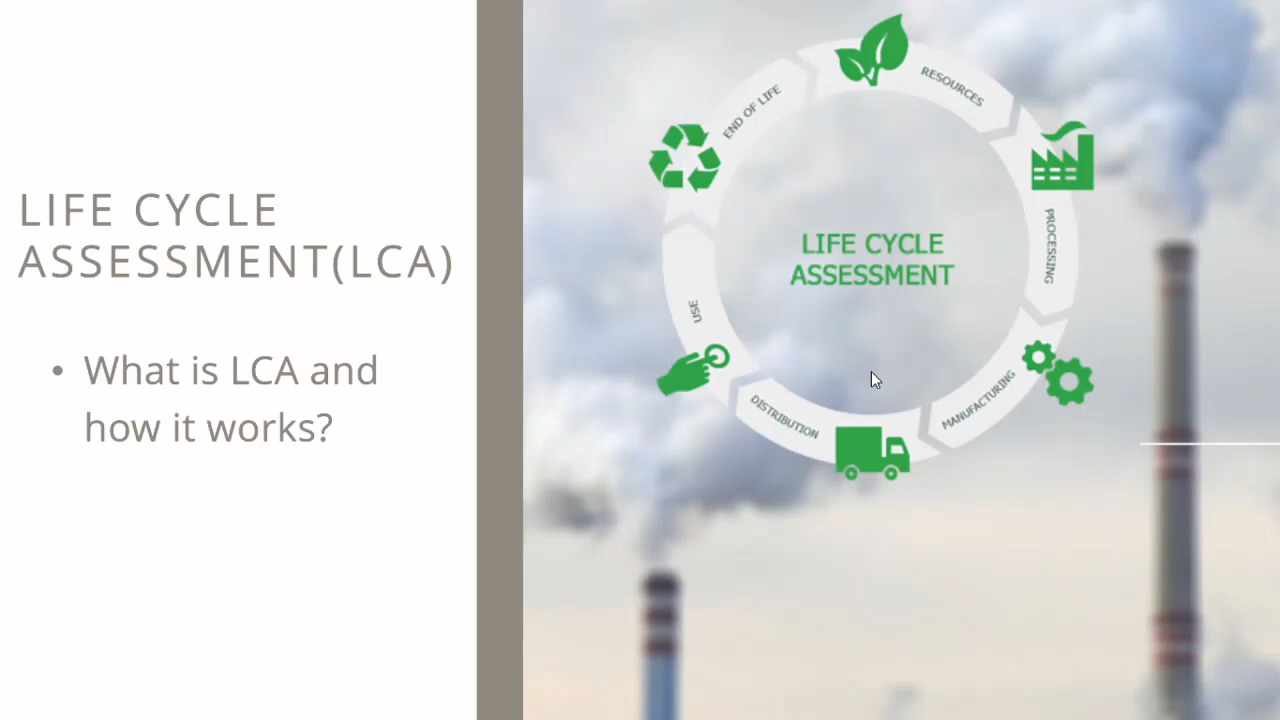 LIFE CYCLE
ASSESSMENT(LCA)
• What is LCA and
how it works?
RESOURCES
PROCESSING
MANUFACTURING
DISTRIBUTION
USE
END OF LIFE
LIFE CYCLE
ASSESSMENT